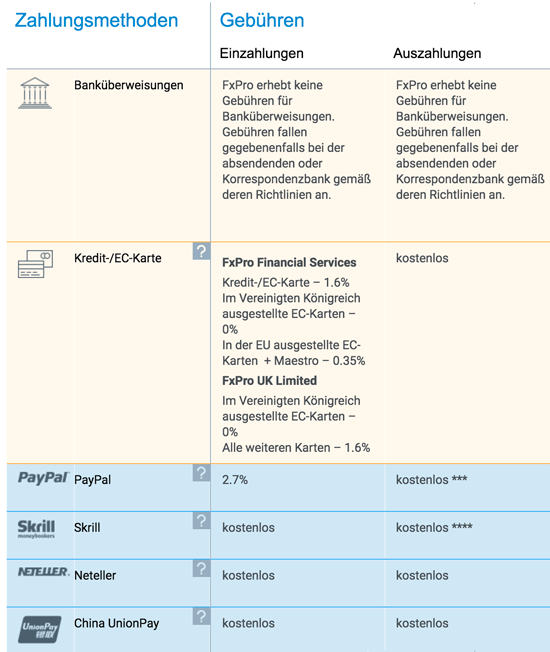 Zahlungsmethoden
Gebühren
Einzahlungen
Auszahlungen
Banküberweisungen
FxPro erhebt keine
Gebühren für
Banküberweisungen.
Gebühren fallen
gegebenenfalls bei der
absendenden oder
Korrespondenzbank gemäß
deren Richtlinien an.
FxPro erhebt keine
Gebühren für
Banküberweisungen.
Gebühren fallen
gegebenenfalls bei der
absendenden oder
Korrespondenzbank gemäß
deren Richtlinien an.
Kredit-/EC-Karte
?
FxPro Financial Services
Kredit-/EC-Karte – 1.6%
Im Vereinigten Königreich
ausgestellte EC-Karten –
0%
In der EU ausgestellte EC-
Karten + Maestro – 0.35%
FxPro UK Limited
Im Vereinigten Königreich
ausgestellte EC-Karten –
0%
Alle weiteren Karten – 1.6%
kostenlos
PayPal
PayPal
?
2.7%
kostenlos ***
Skrill
moneybookers
Skrill
?
kostenlos
kostenlos ****
NETELLER
Neteller
?
kostenlos
kostenlos
UnionPay
银联
China UnionPay
?
kostenlos
kostenlos